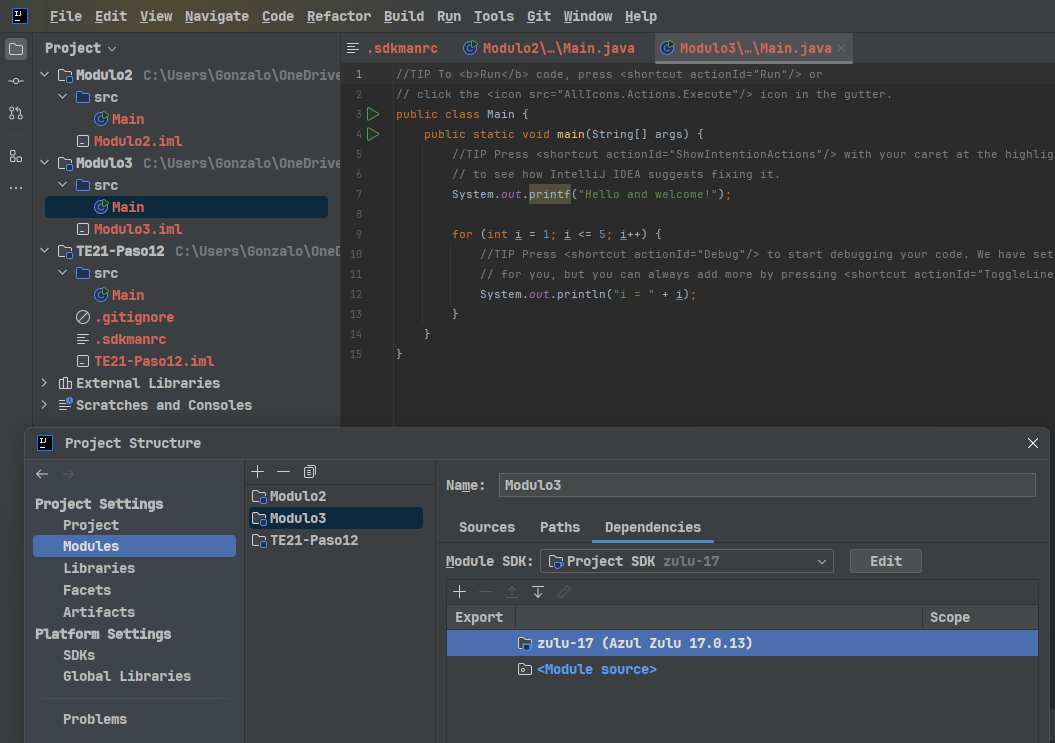 File Edit View Navigate Code Refactor Build Run Tools Git Window Help
Project
.sdkmanrc Modulo2\…\Main.java Modulo3\…\Main.java
Modulo2 C:\Users\Gonzalo\OneDrive
src
Main
Modulo2.iml
Modulo3 C:\Users\Gonzalo\OneDrive
src
Main
Modulo3.iml
TE21-Paso12 C:\Users\Gonzalo\OneD
src
Main
.gitignore
.sdkmanrc
TE21-Paso12.iml
External Libraries
Scratches and Consoles
1 //TIP To <b>Run</b> code, press <shortcut actionId="Run"/> or
2 // click the <icon src="AllIcons.Actions.Execute"/> icon in the gutter.
3 public class Main {
4 public static void main(String[] args) {
5 //TIP Press <shortcut actionId="ShowIntentionActions"/> with your caret at the highlig
6 // to see how IntelliJ IDEA suggests fixing it.
7 System.out.printf("Hello and welcome!");
8
9 for (int i = 1; i <= 5; i++) {
10 //TIP Press <shortcut actionId="Debug"/> to start debugging your code. We have set
11 // for you, but you can always add more by pressing <shortcut actionId="ToggleLine
12 System.out.println("i = " + i);
13 }
14 }
15 }
Project Structure
Project Settings
Project
Modules
Libraries
Facets
Artifacts
Platform Settings
SDKs
Global Libraries
Problems
Modulo2
Modulo3
TE21-Paso12
Name: Modulo3
Sources Paths Dependencies
Module SDK: Project SDK zulu-17 Edit
Export Scope
zulu-17 (Azul Zulu 17.0.13)
<Module source>